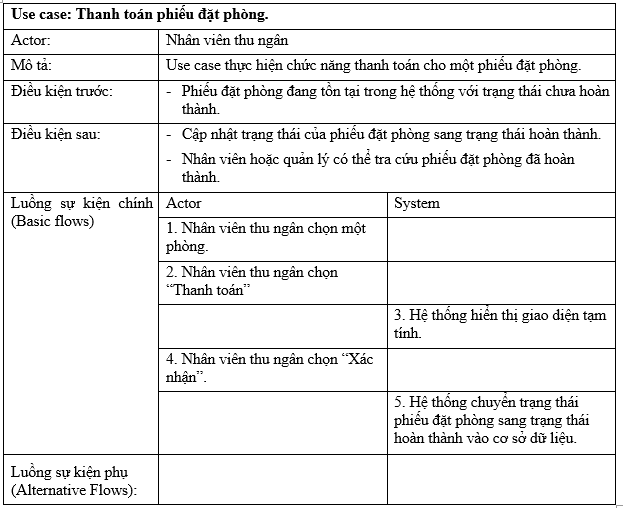 Use case: Thanh toán phiếu đặt phòng.
Actor:
Nhân viên thu ngân
Mô tả:
Use case thực hiện chức năng thanh toán cho một phiếu đặt phòng.
Điều kiện trước:
- Phiếu đặt phòng đang tồn tại trong hệ thống với trạng thái chưa hoàn
thành.
Điều kiện sau:
- Cập nhật trạng thái của phiếu đặt phòng sang trạng thái hoàn thành.
- Nhân viên hoặc quản lý có thể tra cứu phiếu đặt phòng đã hoàn
thành.
Luồng sự kiện chính
(Basic flows)
Actor
System
1. Nhân viên thu ngân chọn một
phòng.
2. Nhân viên thu ngân chọn
“Thanh toán”
3. Hệ thống hiển thị giao diện tạm
tính.
4. Nhân viên thu ngân chọn “Xác
nhận”.
5. Hệ thống chuyển trạng thái
phiếu đặt phòng sang trạng thái
hoàn thành vào cơ sở dữ liệu.
Luồng sự kiện phụ
(Alternative Flows):